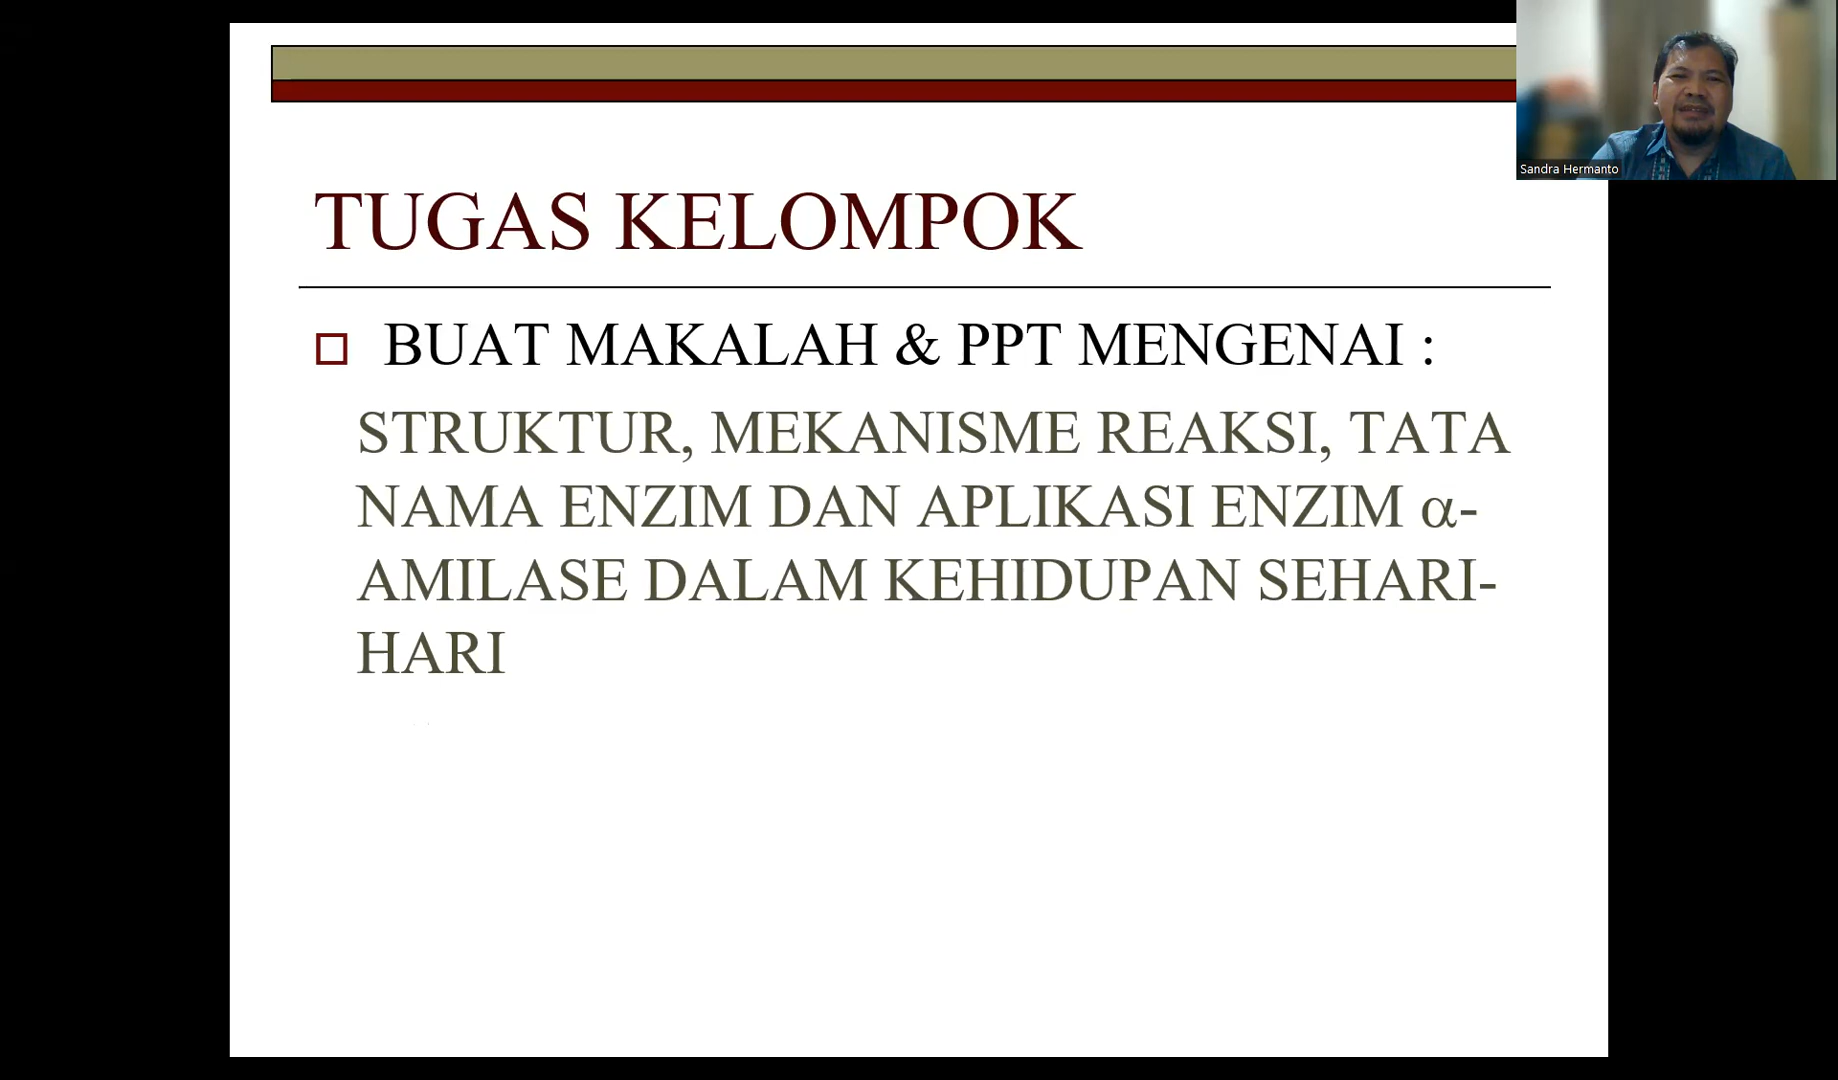 Sandra Hermanto
TUGAS KELOMPOK
BUAT MAKALAH & PPT MENGENAI :
STRUKTUR, MEKANISME REAKSI, TATA
NAMA ENZIM DAN APLIKASI ENZIM α-
AMILASE DALAM KEHIDUPAN SEHARI-
HARI